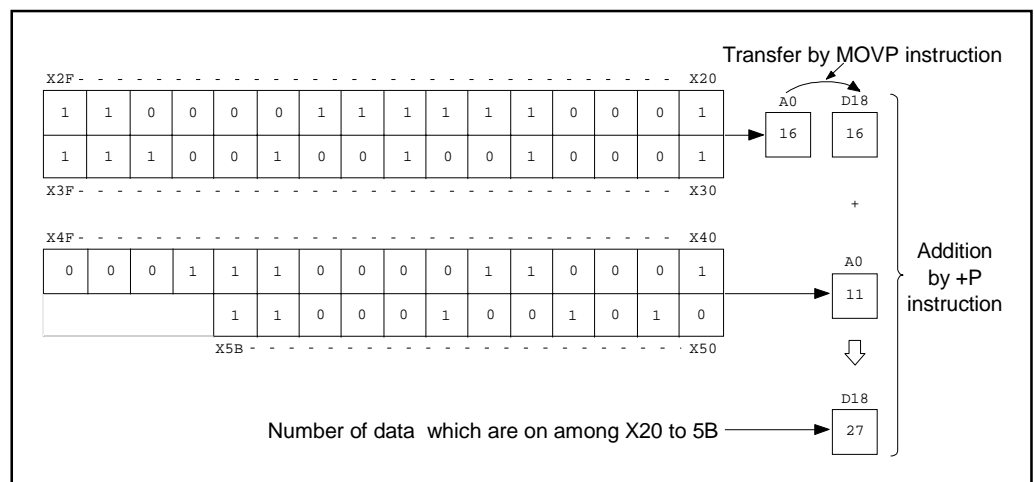 Transfer by MOVP instruction
X2F - - - - - - - - - - - - - - - - - - - - - - - - - - - - - - - - X20
A0 D18
1 1 0 0 0 0 1 1 1 1 1 1 0 0 0 1
16 16
1 1 1 0 0 1 0 0 1 0 0 1 0 0 0 1
X3F - - - - - - - - - - - - - - - - - - - - - - - - - - - - - - - - X30
+
X4F - - - - - - - - - - - - - - - - - - - - - - - - - - - - - - - - X40
0 0 0 1 1 1 0 0 0 0 1 1 0 0 0 1
A0
11
1 1 0 0 0 1 0 0 1 0 1 0
X5B - - - - - - - - - - - - - - - - - - - - - - - X50
Addition
by +P
instruction
D18
Number of data which are on among X20 to 5B
27